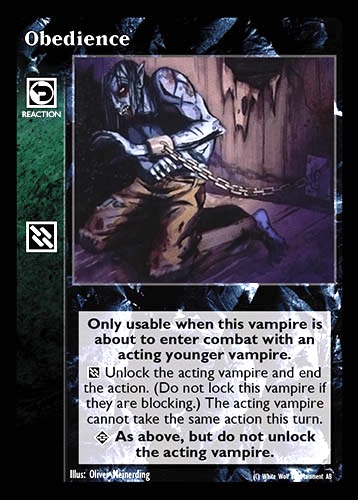 Obedience
REACTION
Only usable when this vampire is
about to enter combat with an
acting younger vampire.
Unlock the acting vampire and end
the action. (Do not lock this vampire if
they are blocking.) The acting vampire
cannot take the same action this turn.
As above, but do not unlock
the acting vampire.
Illus: Oliver Meinerding
(C) White Wolf Entertainment AB